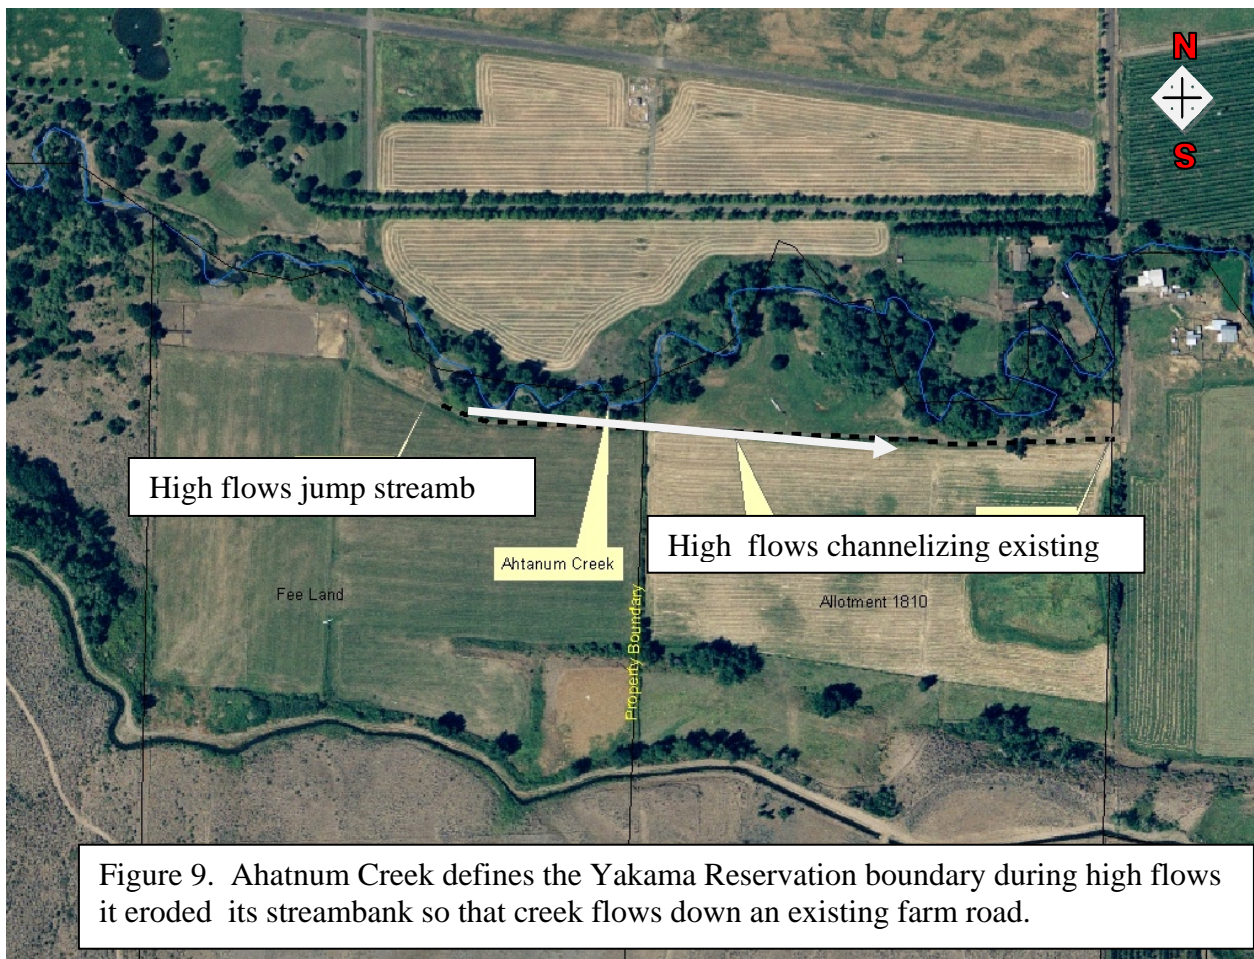 N
S
High flows jump streamb
High flows channelizing existing
Ahtanum Creek
Fee Land
Allotment 1810
Property Boundary
Figure 9. Ahatnum Creek defines the Yakama Reservation boundary during high flows
it eroded its streambank so that creek flows down an existing farm road.